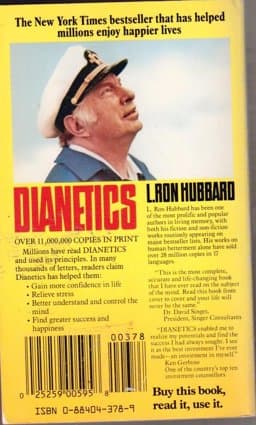 The New York Times bestseller that has helped
millions enjoy happier lives
DIANETICS
OVER 11,000,000 COPIES IN PRINT
Millions have read DIANETICS
and used its principles. In many
thousands of letters, readers claim
Dianetics has helped them:
• Gain more confidence in life
• Relieve stress
• Better understand and control the
mind
• Find greater success and
happiness
L. RON HUBBARD
L. Ron Hubbard has been one
of the most prolific and popular
authors in living memory, with
both his fiction and non-fiction
works routinely appearing on
major bestseller lists. His works on
human betterment alone have sold
over 28 million copies in 17
languages.
"This is the most complete,
accurate and life-changing book
that I have ever read on the subject
of the mind. Read this book from
cover to cover and your life will
never be the same."
Dr. David Singer,
President, Singer Consultants
"DIANETICS enabled me to
realize my potentials and find the
success I had always sought. I see
it as the best investment I've ever
made—an investment in myself."
Ken Gerbino
One of the country's top ten
investment counsellors
00378
0 25259 00595 8
ISBN 0-88404-378-9
Buy this book,
read it, use it.